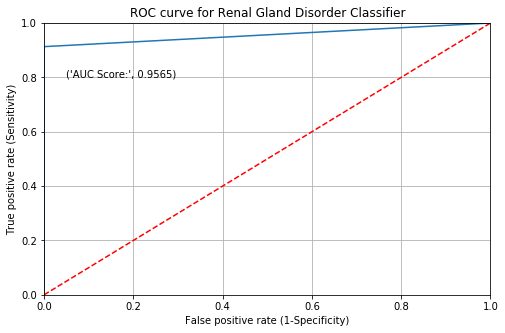 ROC curve for Renal Gland Disorder Classifier
True positive rate (Sensitivity)
1.0
0.8
0.6
0.4
0.2
0.0
('AUC Score:', 0.9565)
0.0 0.2 0.4 0.6 0.8 1.0
False positive rate (1-Specificity)